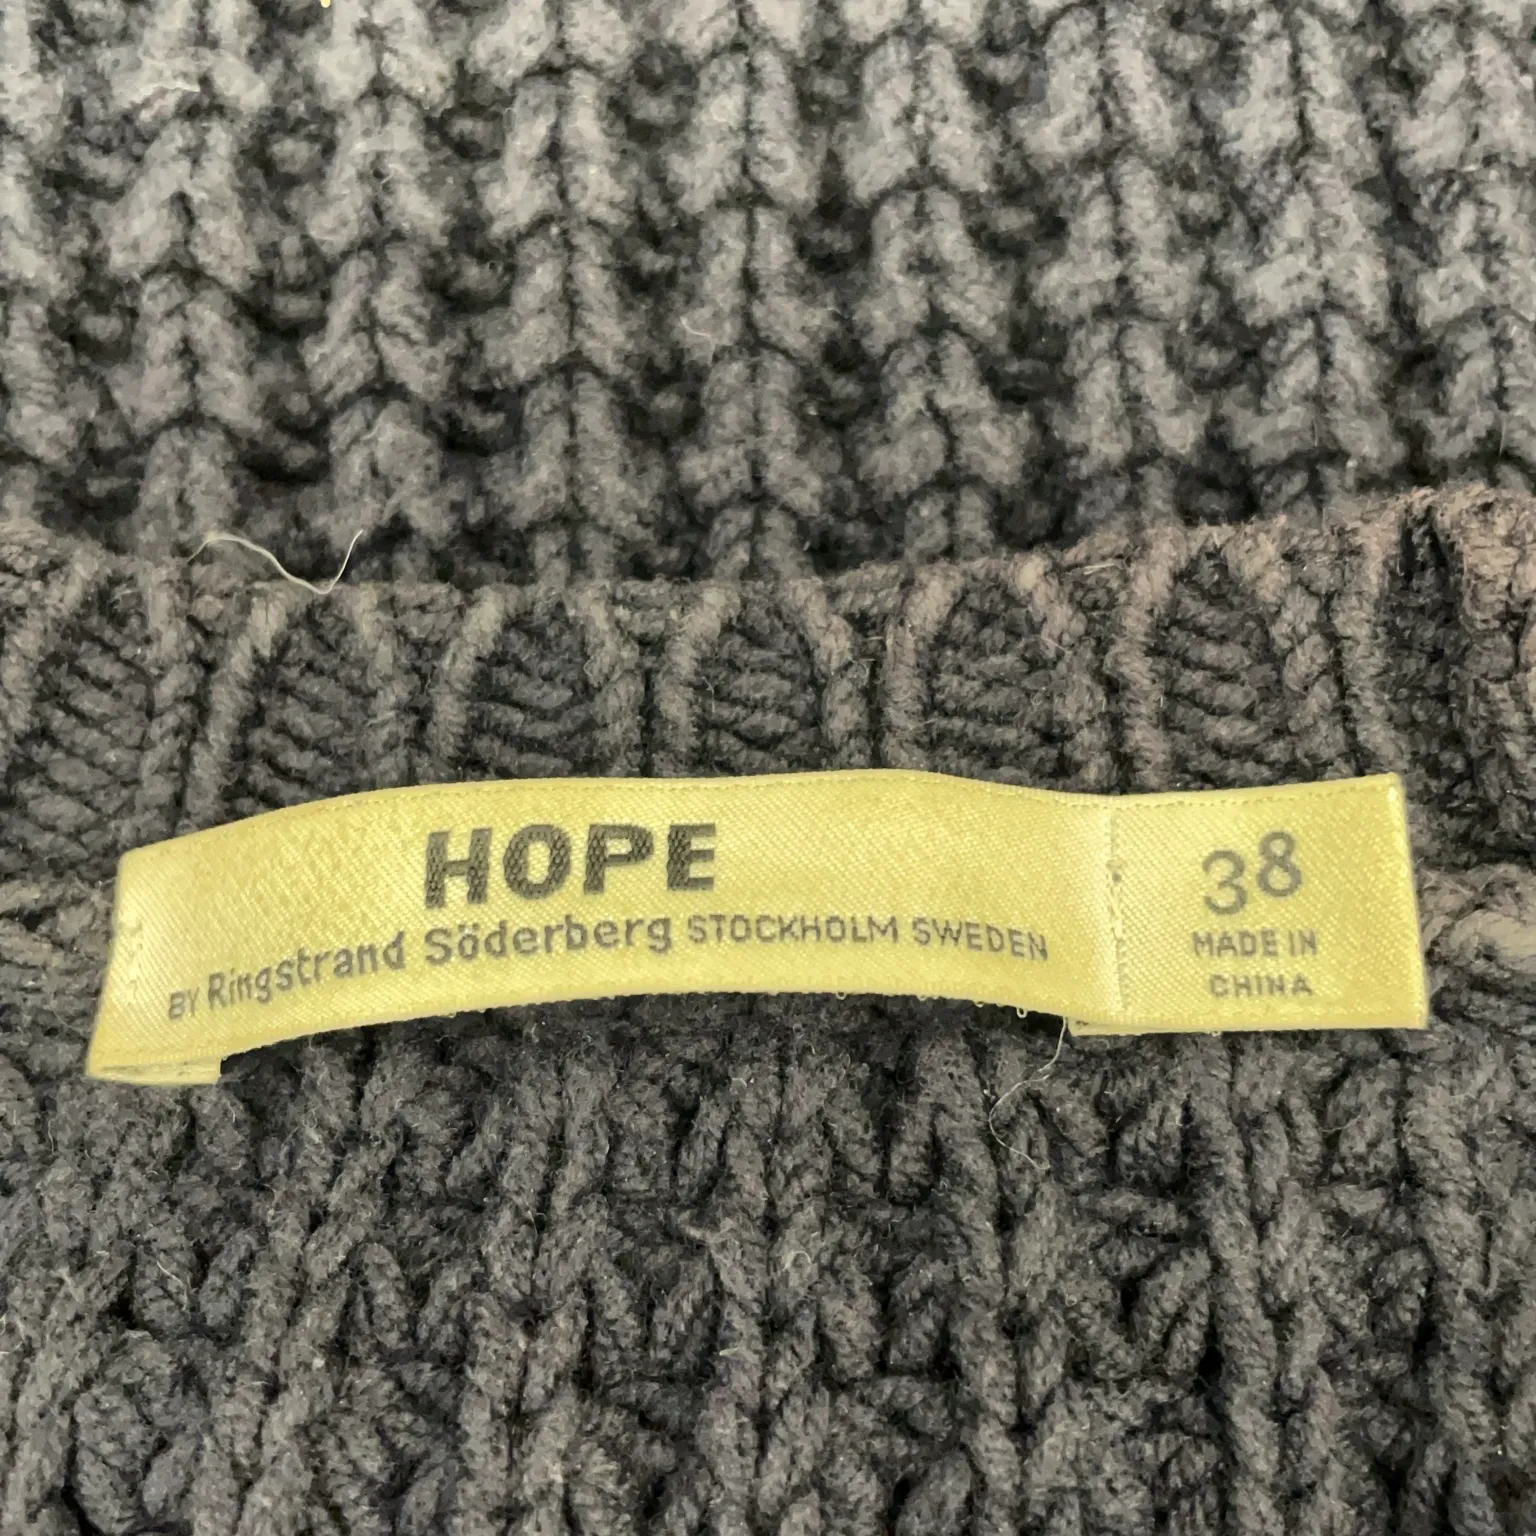 HOPE
BY Ringstrand Söderberg STOCKHOLM SWEDEN
38
MADE IN
CHINA